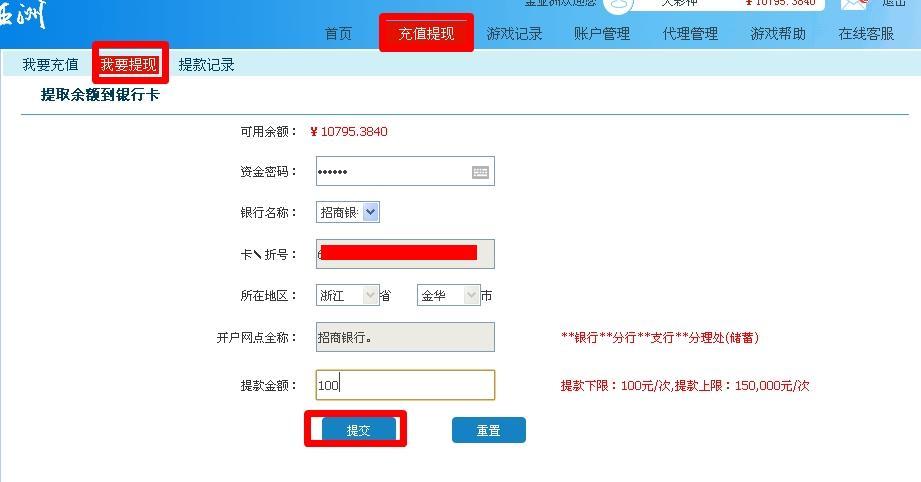 亚洲
金亚洲欢迎您 大彩神 ¥10795.3840 退出
首页 充值提现 游戏记录 账户管理 代理管理 游戏帮助 在线客服
我要充值 我要提现 提款记录
提取余额到银行卡
可用余额： ¥ 10795.3840
资金密码： ••••••
银行名称： 招商银
卡\折号： 6
所在地区： 浙江 省 金华 市
开户网点全称： 招商银行。 **银行**分行**支行**分理处(储蓄)
提款金额： 100 提款下限：100元/次,提款上限：150,000元/次
提交 重置